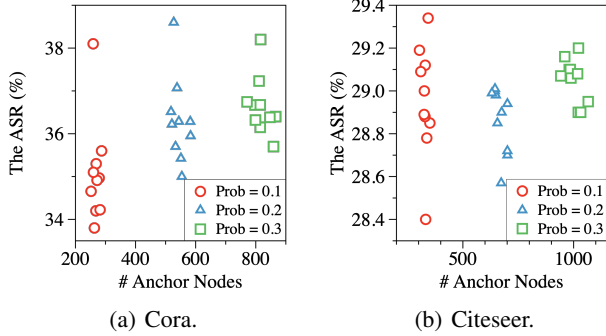 The ASR (%)
38
36
34
200
400
600
800
# Anchor Nodes
Prob = 0.1
Prob = 0.2
Prob = 0.3
(a) Cora.
The ASR (%)
29.4
29.2
29.0
28.8
28.6
28.4
500
1000
# Anchor Nodes
Prob = 0.1
Prob = 0.2
Prob = 0.3
(b) Citeseer.